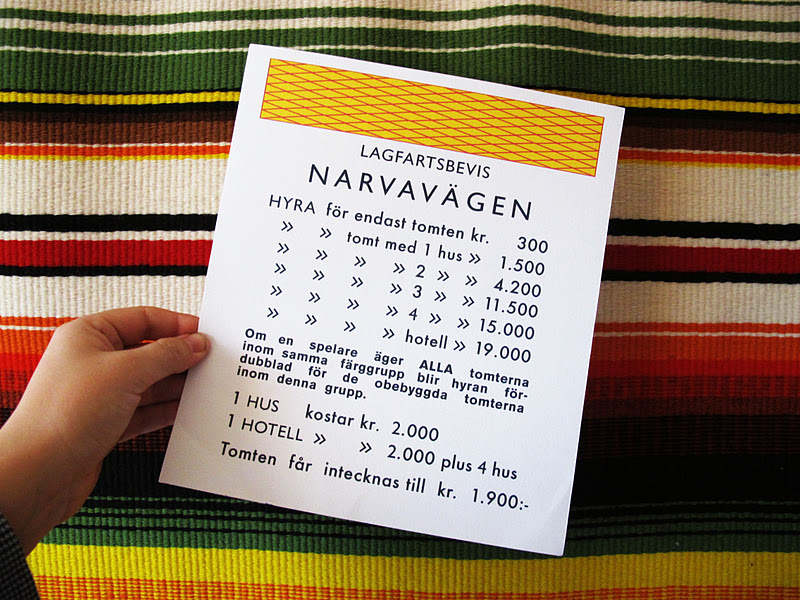 LAGFARTSBEVIS
NARVAVÄGEN
HYRA för endast tomten kr. 300
» » tomt med 1 hus » 1.500
» » » » 2 » » 4.200
» » » » 3 » » 11.500
» » » » 4 » » 15.000
» » » » hotell » 19.000
Om en spelare äger ALLA tomterna
inom samma färggrupp blir hyran för-
dubblad för de obebyggda tomterna
inom denna grupp.
1 HUS kostar kr. 2.000
1 HOTELL » » 2.000 plus 4 hus
Tomten får intecknas till kr. 1.900:-